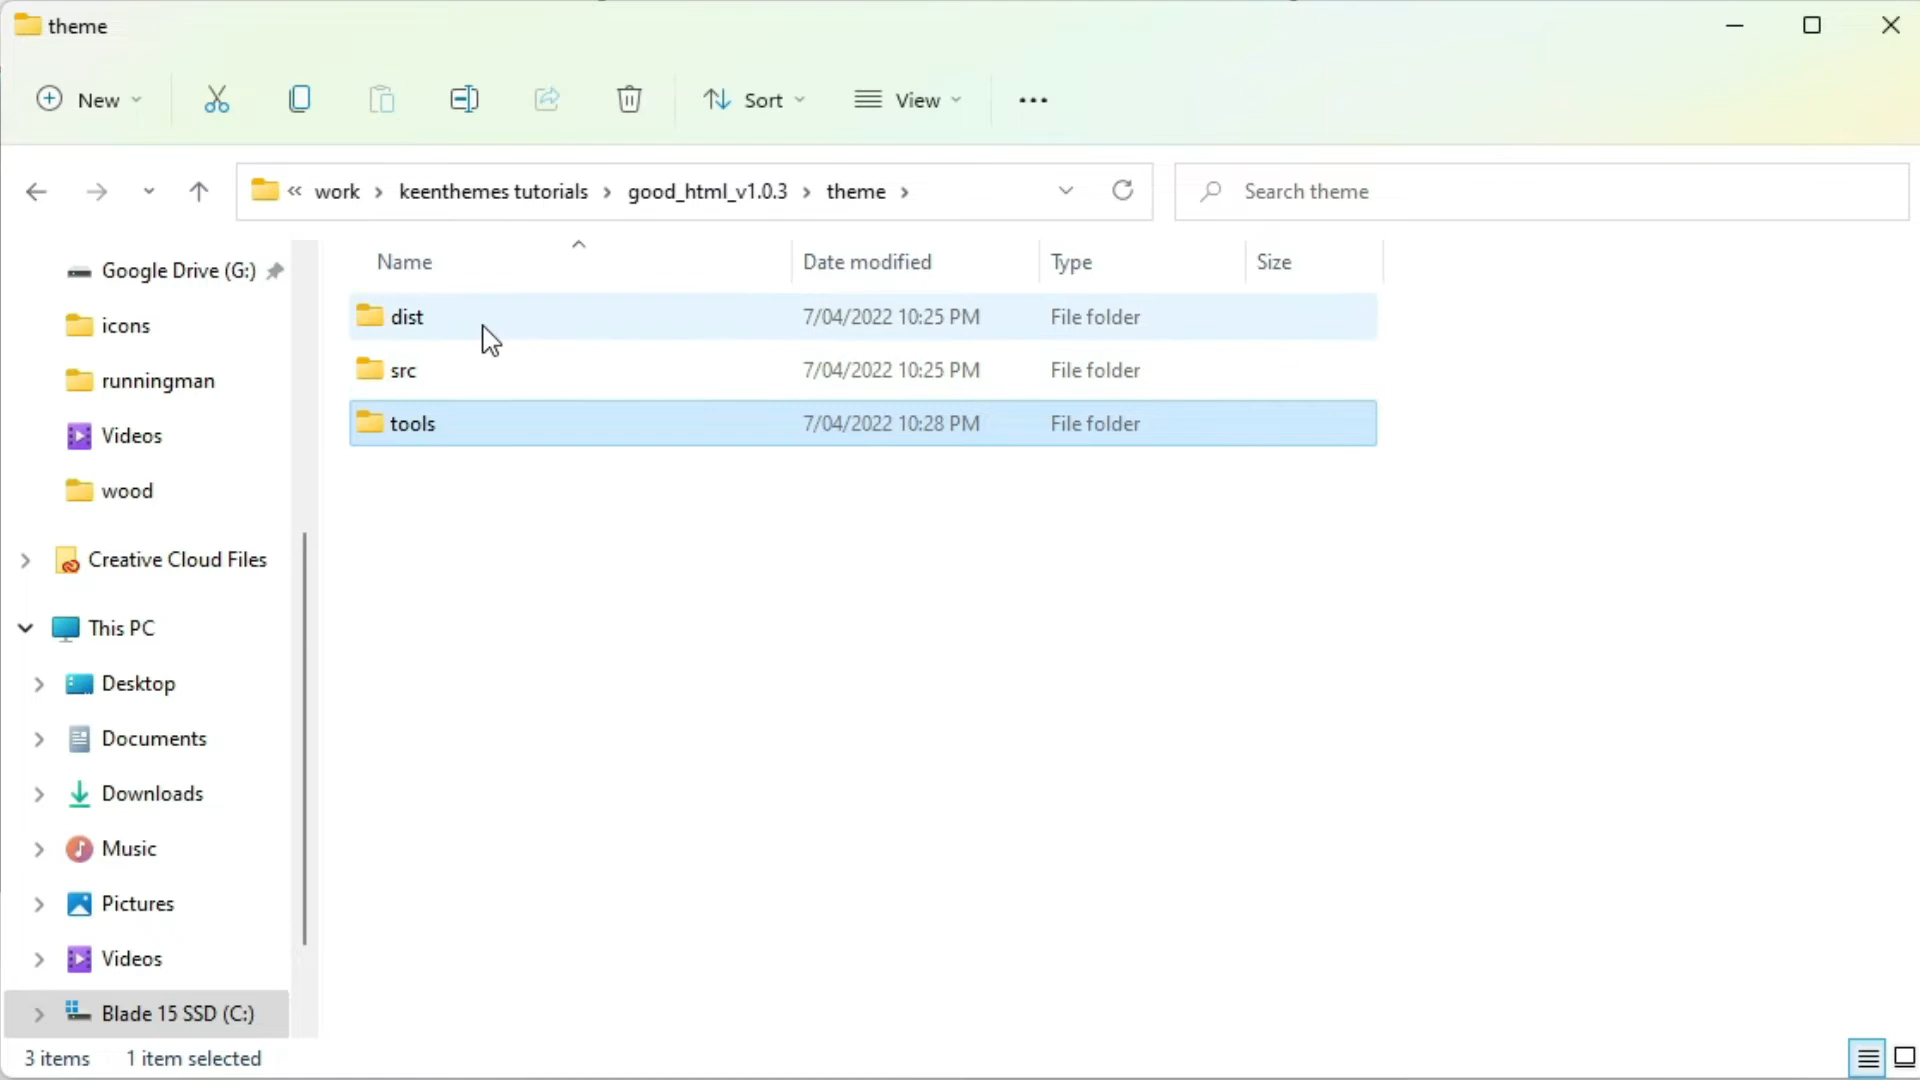 theme
New
Sort
View
« work › keenthemes tutorials › good_html_v1.0.3 › theme ›
Search theme
Name Date modified Type Size
dist 7/04/2022 10:25 PM File folder
src 7/04/2022 10:25 PM File folder
tools 7/04/2022 10:28 PM File folder
Google Drive (G:)
icons
runningman
Videos
wood
Creative Cloud Files
This PC
Desktop
Documents
Downloads
Music
Pictures
Videos
Blade 15 SSD (C:)
3 items 1 item selected